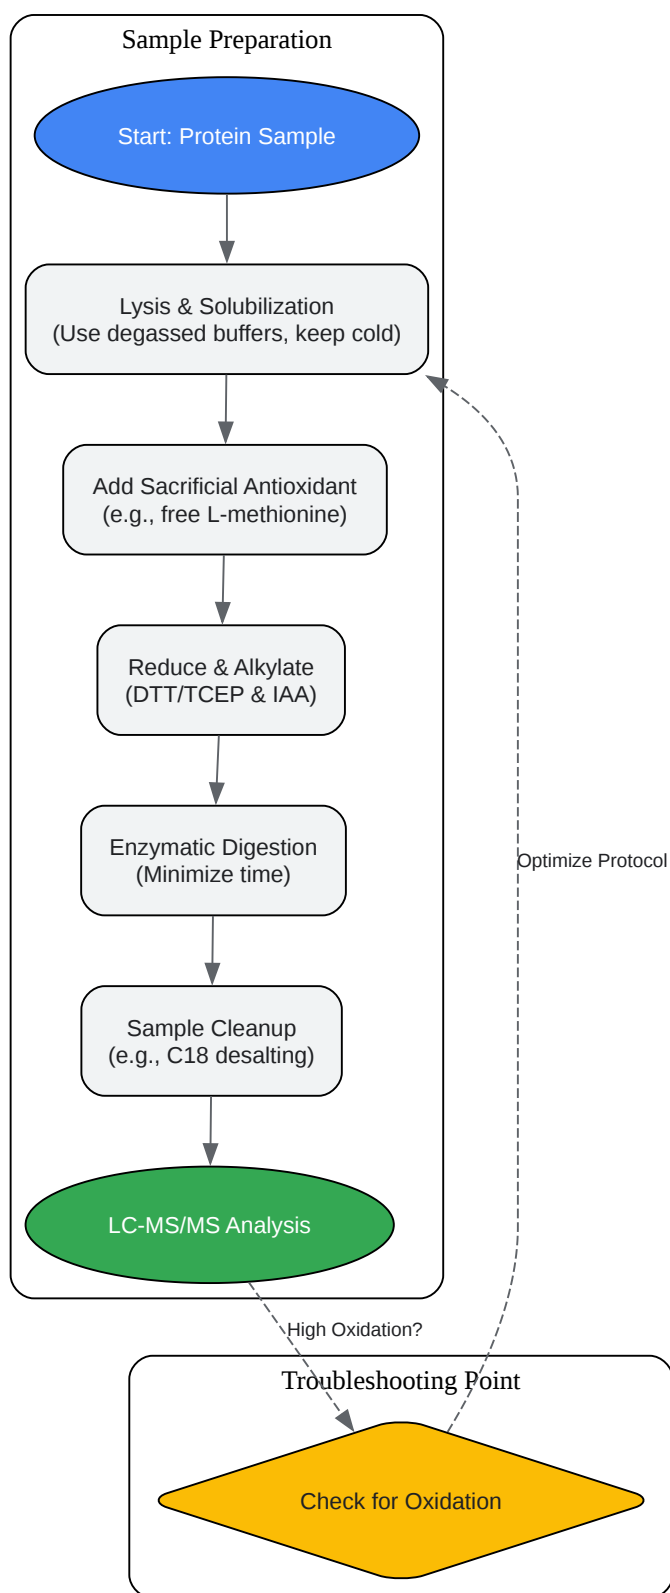 Sample Preparation
Start: Protein Sample
Lysis & Solubilization
(Use degassed buffers, keep cold)
Add Sacrificial Antioxidant
(e.g., free L-methionine)
Reduce & Alkylate
(DTT/TCEP & IAA)
Enzymatic Digestion
(Minimize time)
Optimize Protocol
Sample Cleanup
(e.g., C18 desalting)
LC-MS/MS Analysis
High Oxidation?
Troubleshooting Point
Check for Oxidation